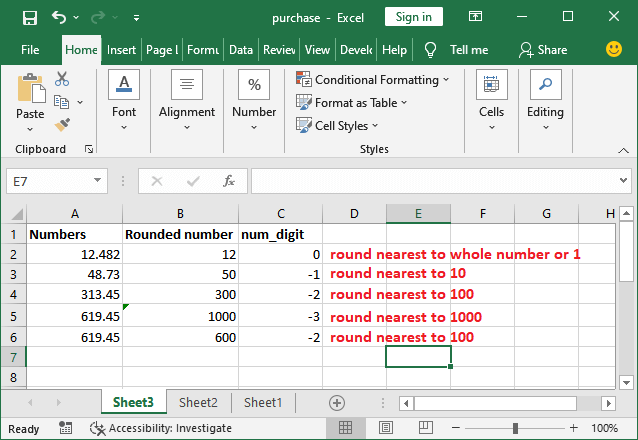 purchase - Excel
Sign in
File Home Insert Page l Formu Data Reviev View Develc Help Tell me Share
Paste Font Alignment Number Conditional Formatting
Format as Table
Cell Styles
Cells Editing
Clipboard Styles
E7 fx
A B C D E F G H
1 Numbers Rounded number num_digit
2 12.482 12 0 round nearest to whole number or 1
3 48.73 50 -1 round nearest to 10
4 313.45 300 -2 round nearest to 100
5 619.45 1000 -3 round nearest to 1000
6 619.45 600 -2 round nearest to 100
7
8
Sheet3 Sheet2 Sheet1
Ready Accessibility: Investigate 100%